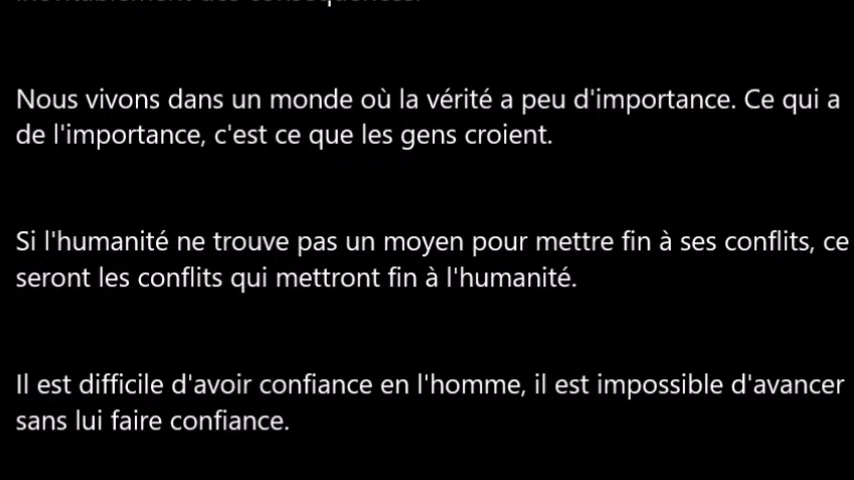 Nous vivons dans un monde où la vérité a peu d'importance. Ce qui a
de l'importance, c'est ce que les gens croient.
Si l'humanité ne trouve pas un moyen pour mettre fin à ses conflits, ce
seront les conflits qui mettront fin à l'humanité.
Il est difficile d'avoir confiance en l'homme, il est impossible d'avancer
sans lui faire confiance.